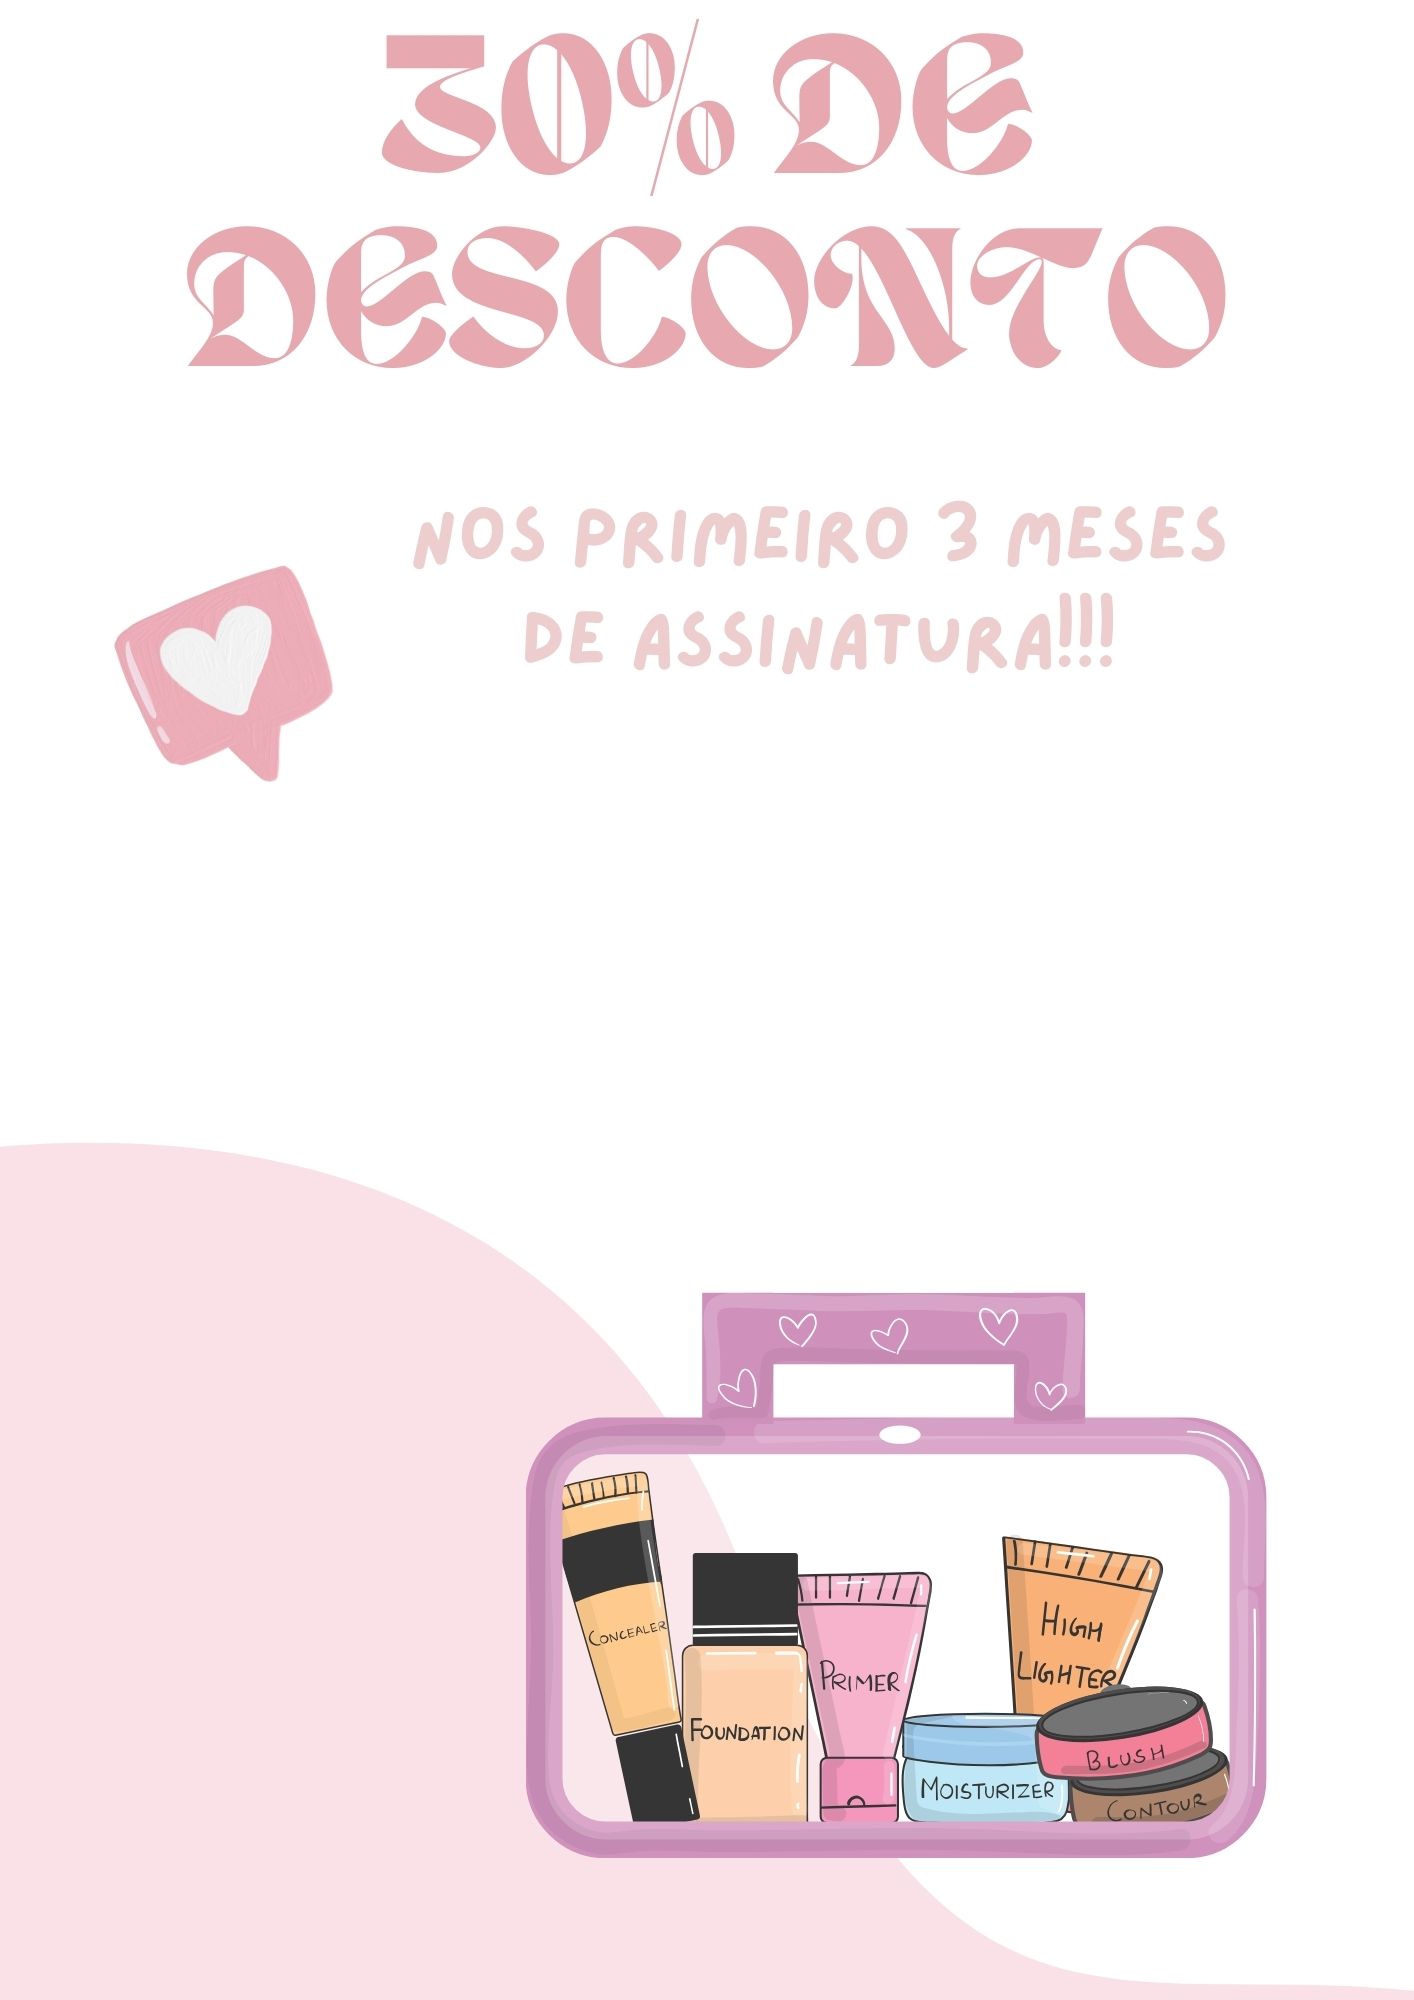 30% DE
DESCONTO
NOS PRIMEIRO 3 MESES
DE ASSINATURA!!!
CONCEALER
FOUNDATION
PRIMER
HIGH
LIGHTER
MOISTURIZER
BLUSH
CONTOUR